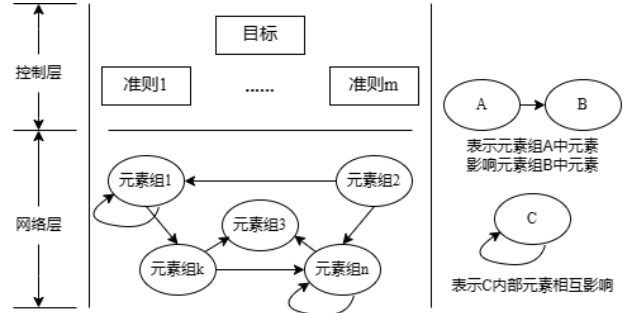 目标
控制层
准则1
......
准则m
A
B
表示元素组A中元素
影响元素组B中元素
元素组1
元素组2
网络层
元素组3
C
元素组k
元素组n
表示C内部元素相互影响